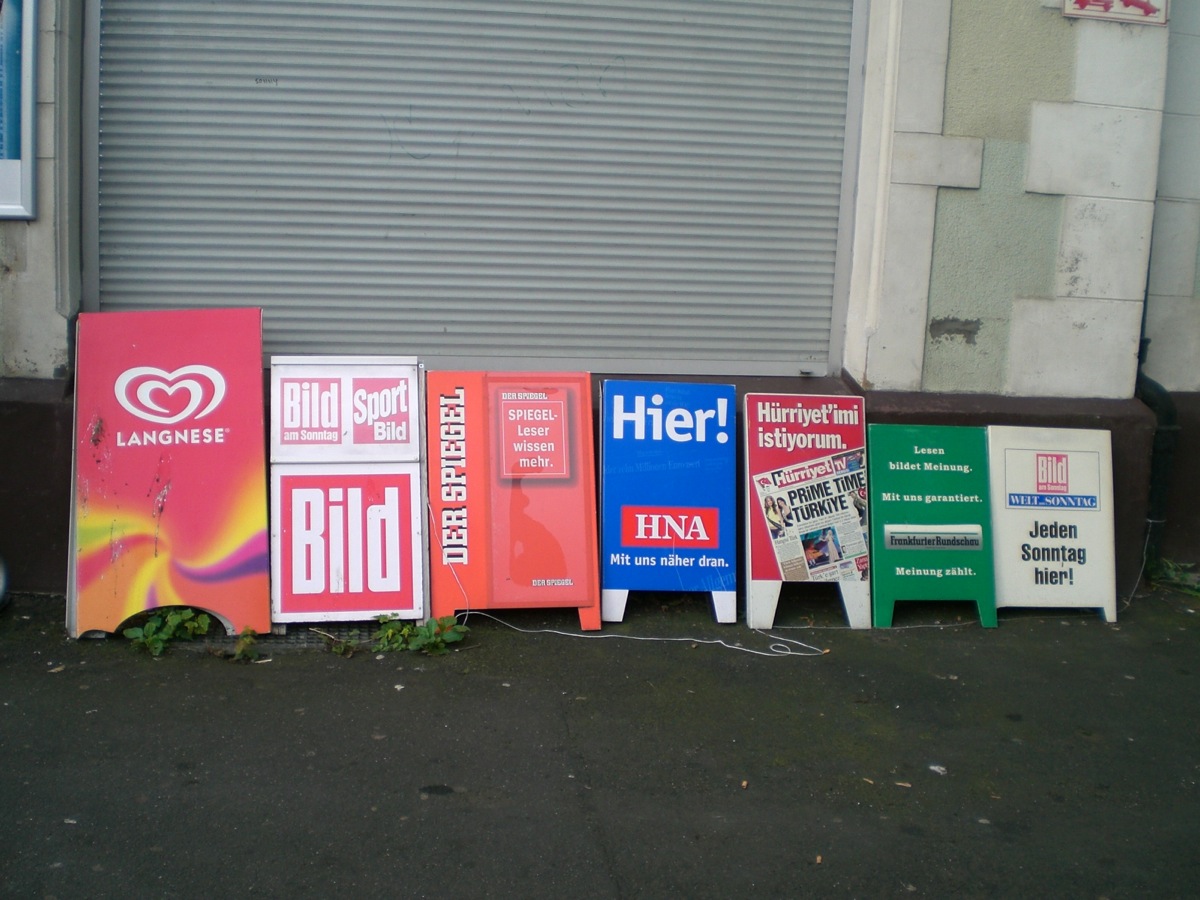 LANGNESE
Bild
am Sonntag
Sport
Bild
Bild
DER SPIEGEL
DER SPIEGEL
SPIEGEL-
Leser
wissen
mehr.
DER SPIEGEL
Hier!
HNA
Mit uns näher dran.
Hürriyet'imi
istiyorum.
Hürriyet TV
PRiME TiME
TÜRKiYE
Lesen
bildet Meinung.
Mit uns garantiert.
Frankfurter Rundschau
Meinung zählt.
Bild
am Sonntag
WELT am SONNTAG
Jeden
Sonntag
hier!